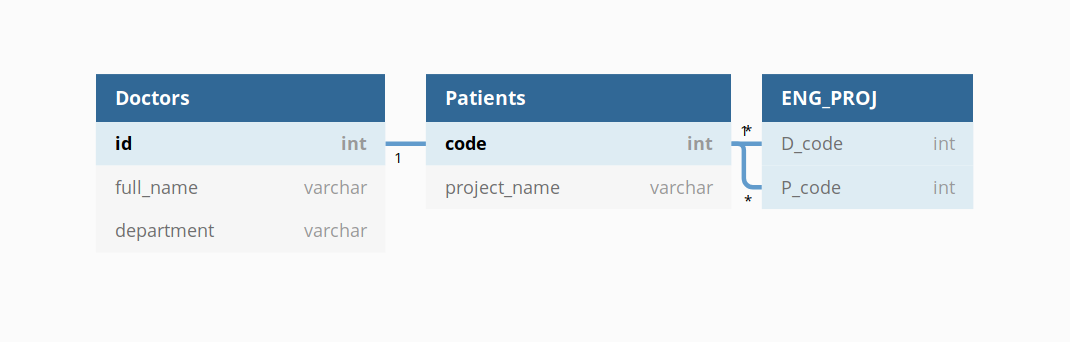 Doctors
id int
full_name varchar
department varchar
1
Patients
code int
project_name varchar
1
*
*
ENG_PROJ
D_code int
P_code int